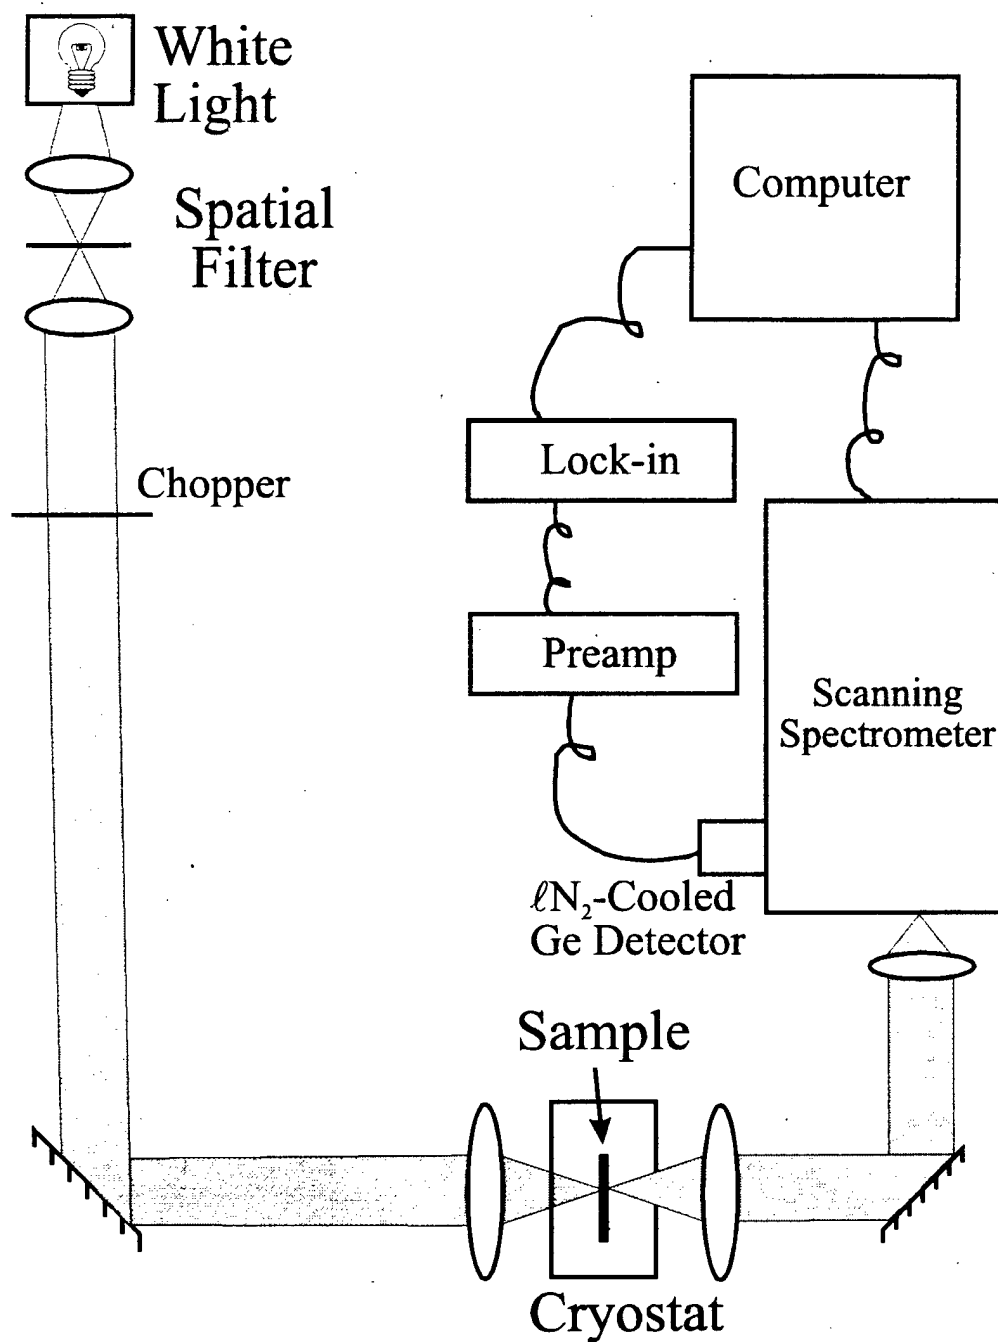 White
Light
Spatial
Filter
Computer
Chopper
Lock-in
Preamp
Scanning
Spectrometer
ℓN₂-Cooled
Ge Detector
Sample
Cryostat